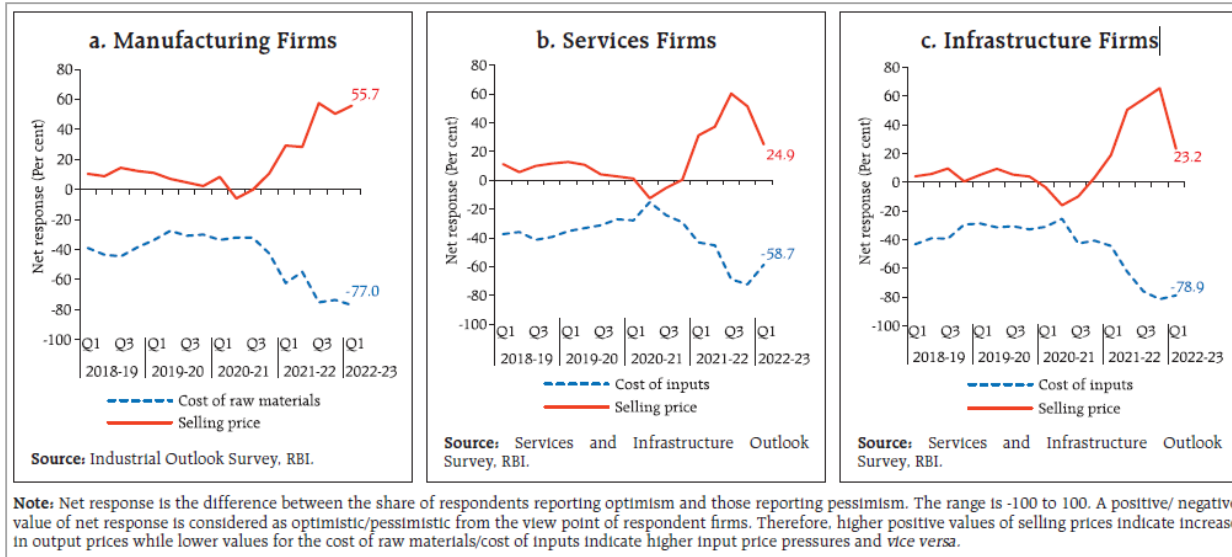 a. Manufacturing Firms
80
60
40
20
0
-20
-40
-60
-80
-100
Net response (Per cent)
55.7
-77.0
Q1 Q3 Q1 Q3 Q1 Q3 Q1 Q3 Q1
2018-19 2019-20 2020-21 2021-22 2022-23
Cost of raw materials
Selling price
Source: Industrial Outlook Survey, RBI.
b. Services Firms
80
60
40
20
0
-20
-40
-60
-80
-100
Net response (Per cent)
24.9
-58.7
Q1 Q3 Q1 Q3 Q1 Q3 Q1 Q3 Q1
2018-19 2019-20 2020-21 2021-22 2022-23
Cost of inputs
Selling price
Source: Services and Infrastructure Outlook
Survey, RBI.
c. Infrastructure Firms
80
60
40
20
0
-20
-40
-60
-80
-100
Net response (Per cent)
23.2
-78.9
Q1 Q3 Q1 Q3 Q1 Q3 Q1 Q3 Q1
2018-19 2019-20 2020-21 2021-22 2022-23
Cost of inputs
Selling price
Source: Services and Infrastructure Outlook
Survey, RBI.
Note: Net response is the difference between the share of respondents reporting optimism and those reporting pessimism. The range is -100 to 100. A positive/ negative
value of net response is considered as optimistic/pessimistic from the view point of respondent firms. Therefore, higher positive values of selling prices indicate increase
in output prices while lower values for the cost of raw materials/cost of inputs indicate higher input price pressures and vice versa.